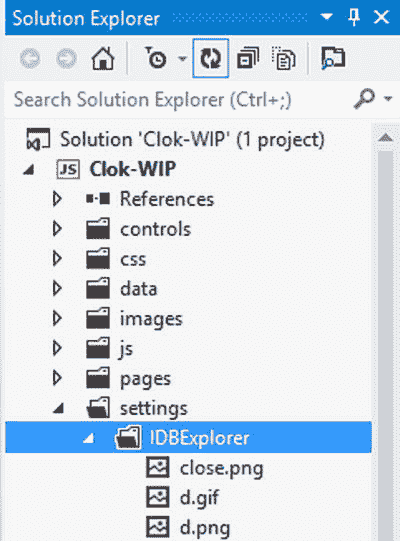 Solution Explorer
Search Solution Explorer (Ctrl+;)
Solution 'Clok-WIP' (1 project)
JS Clok-WIP
References
controls
css
data
images
js
pages
settings
IDBExplorer
close.png
d.gif
d.png